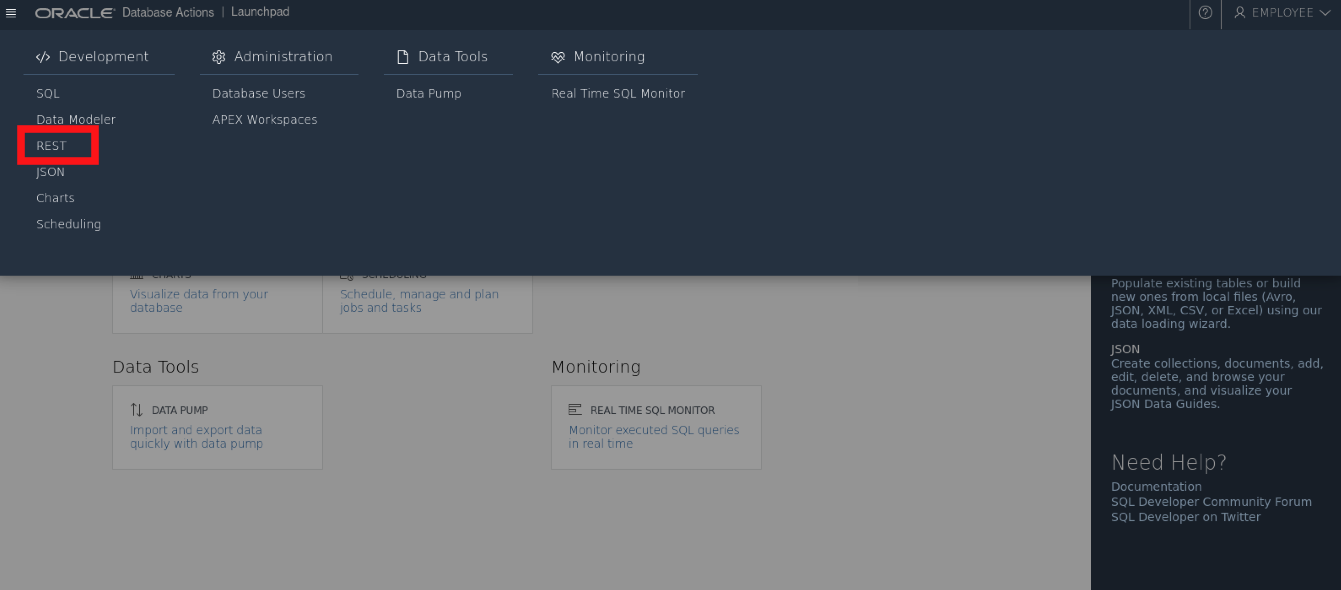 ORACLE Database Actions | Launchpad
EMPLOYEE
Development
SQL
Data Modeler
REST
JSON
Charts
Scheduling
Administration
Database Users
APEX Workspaces
Data Tools
Data Pump
Monitoring
Real Time SQL Monitor
CHARTS
Visualize data from your
database
SCHEDULING
Schedule, manage and plan
jobs and tasks
Data Tools
DATA PUMP
Import and export data
quickly with data pump
Monitoring
REAL TIME SQL MONITOR
Monitor executed SQL queries
in real time
Populate existing tables or build
new ones from local files (Avro,
JSON, XML, CSV, or Excel) using our
data loading wizard.
JSON
Create collections, documents, add,
edit, delete, and browse your
documents, and visualize your
JSON Data Guides.
Need Help?
Documentation
SQL Developer Community Forum
SQL Developer on Twitter